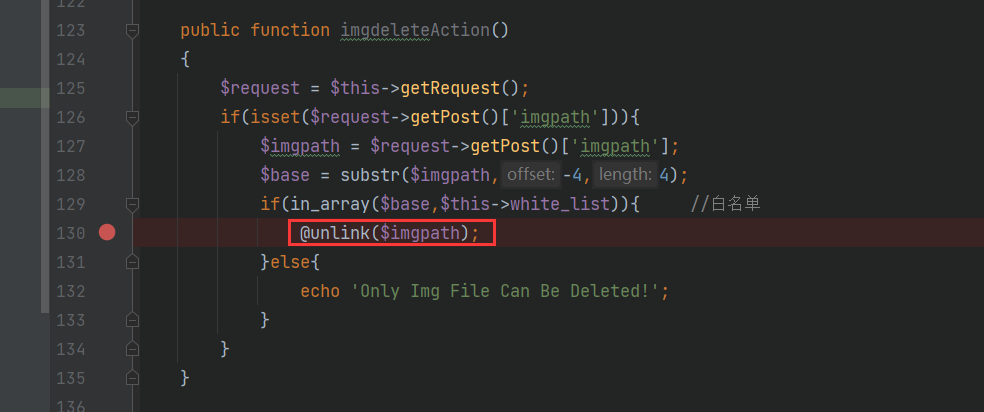 122
123 public function imgdeleteAction()
124 {
125 $request = $this->getRequest();
126 if(isset($request->getPost()['imgpath'])){
127 $imgpath = $request->getPost()['imgpath'];
128 $base = substr($imgpath, offset: -4, length: 4);
129 if(in_array($base,$this->white_list)){ //白名单
130 @unlink($imgpath);
131 }else{
132 echo 'Only Img File Can Be Deleted!';
133 }
134 }
135 }
136